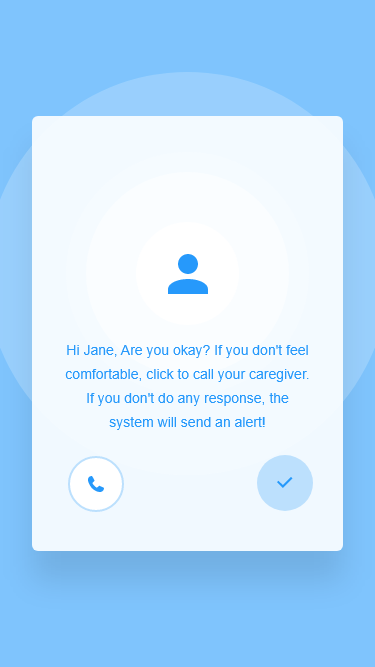 Hi Jane, Are you okay? If you don't feel
comfortable, click to call your caregiver.
If you don't do any response, the
system will send an alert!